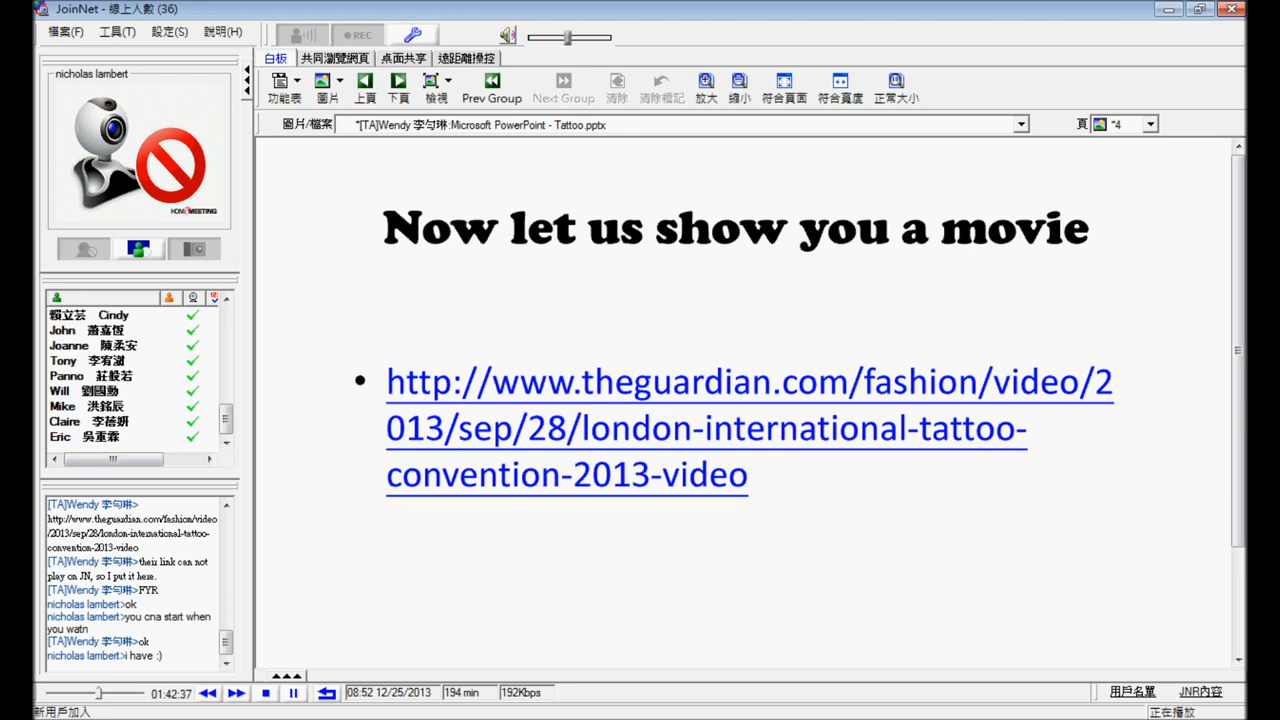 JoinNet - 線上人數 (36)
檔案(F) 工具(T) 設定(S) 說明(H)
REC
nicholas lambert
HOMEMEETING
白板 共同瀏覽網頁 桌面共享 遠距離操控
功能表 圖片 上頁 下頁 檢視 Prev Group Next Group 清除 清除標記 放大 縮小 符合頁面 符合寬度 正常大小
圖片/檔案 *[TA]Wendy 李勻琳:Microsoft PowerPoint - Tattoo.pptx 頁 *4
Now let us show you a movie
• http://www.theguardian.com/fashion/video/2
013/sep/28/london-international-tattoo-
convention-2013-video
賴立芸 Cindy
John 蕭嘉恆
Joanne 陳柔安
Tony 李宥澍
Panno 莊般若
Will 劉國勳
Mike 洪銘辰
Claire 李蓓妍
Eric 吳重霖
[TA]Wendy 李勻琳>
http://www.theguardian.com/fashion/video
/2013/sep/28/london-international-tattoo-
convention-2013-video
[TA]Wendy 李勻琳>their link can not
play on JN, so I put it here.
[TA]Wendy 李勻琳>FYR
nicholas lambert>ok
nicholas lambert>you cna start when
you watn
[TA]Wendy 李勻琳>ok
nicholas lambert>i have :)
01:42:37 08:52 12/25/2013 194 min 192Kbps 用戶名單 JNR內容
新用戶加入 正在播放